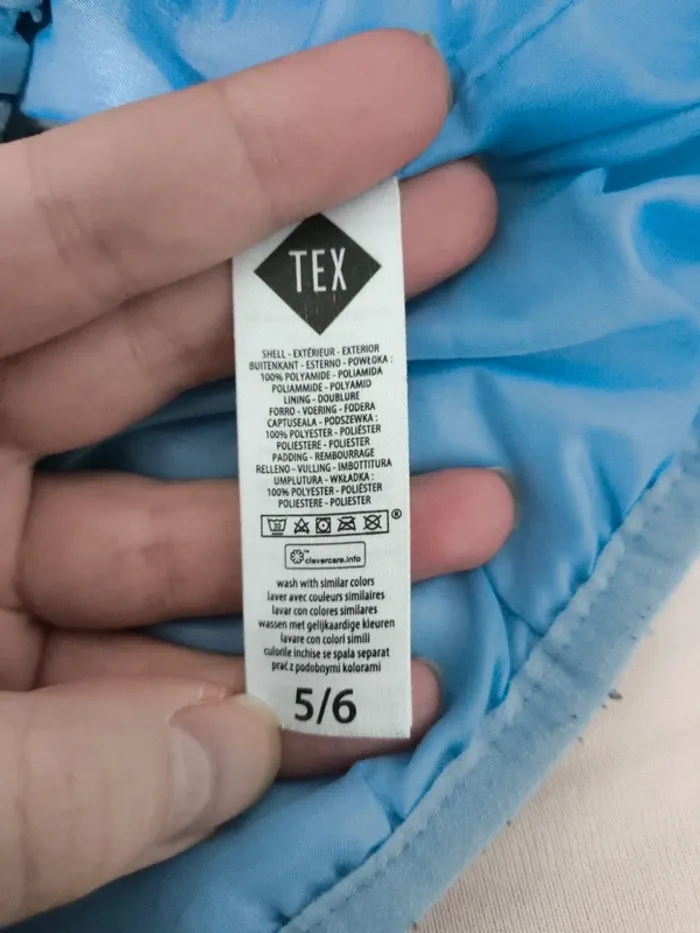 TEX
SHELL - EXTÉRIEUR - EXTERIOR
BUITENKANT - ESTERNO - POWŁOKA :
100% POLYAMIDE - POLIAMIDA
POLIAMMIDE - POLYAMID
LINING - DOUBLURE
FORRO - VOERING - FODERA
CAPTUSEALA - PODSZEWKA :
100% POLYESTER - POLIÉSTER
POLIESTERE - POLIESTER
PADDING - REMBOURRAGE
RELLENO - VULLING - IMBOTTITURA
UMPLUTURA - WKŁADKA :
100% POLYESTER - POLIÉSTER
POLIESTERE - POLIESTER
30 ®
™ clevercare.info
wash with similar colors
laver avec couleurs similaires
lavar con colores similares
wassen met gelijkaardige kleuren
lavare con colori simili
culorile inchise se spala separat
prać z podobnymi kolorami
5/6